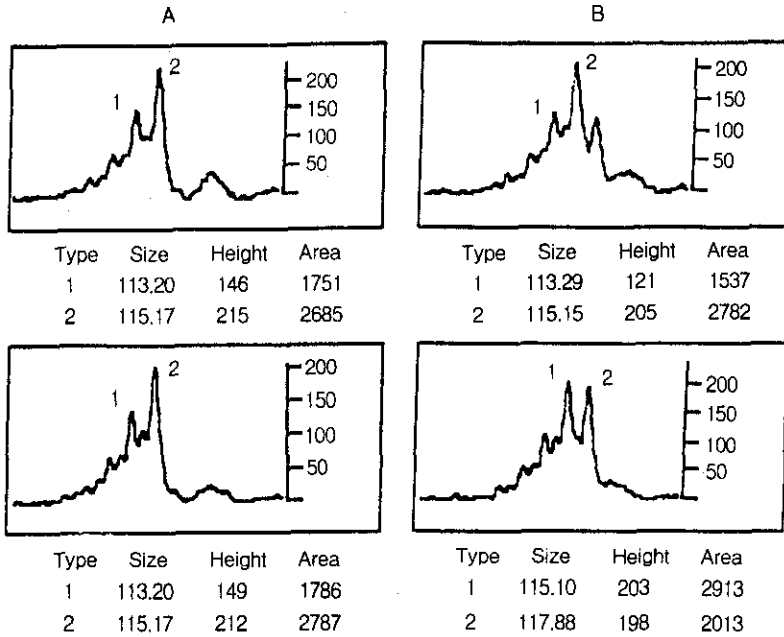 A
2
1
200
150
100
50
Type Size Height Area
1 113.20 146 1751
2 115.17 215 2685
2
1
200
150
100
50
Type Size Height Area
1 113.20 149 1786
2 115.17 212 2787
B
2
1
200
150
100
50
Type Size Height Area
1 113.29 121 1537
2 115.15 205 2782
1 2
200
150
100
50
Type Size Height Area
1 115.10 203 2913
2 117.88 198 2013